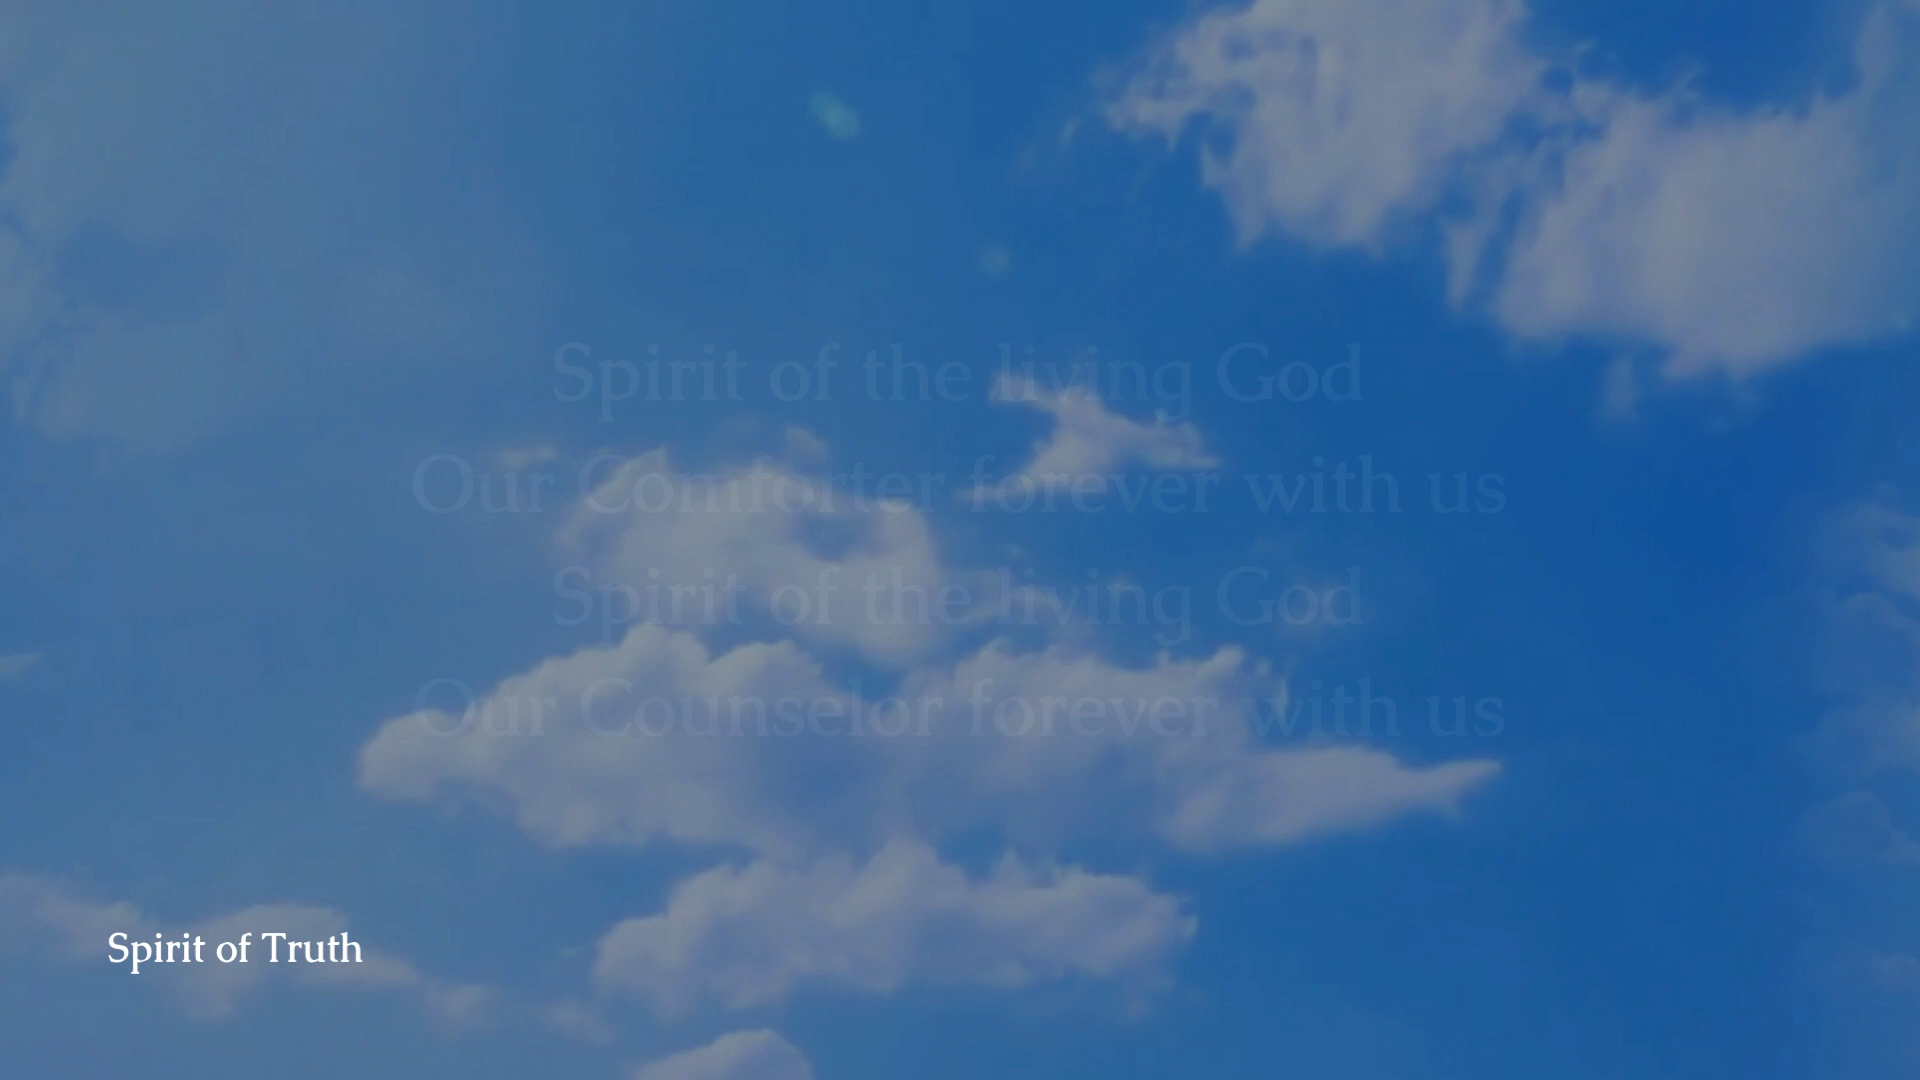 Spirit of the living God
Our Comforter forever with us
Spirit of the living God
Our Counselor forever with us
Spirit of Truth